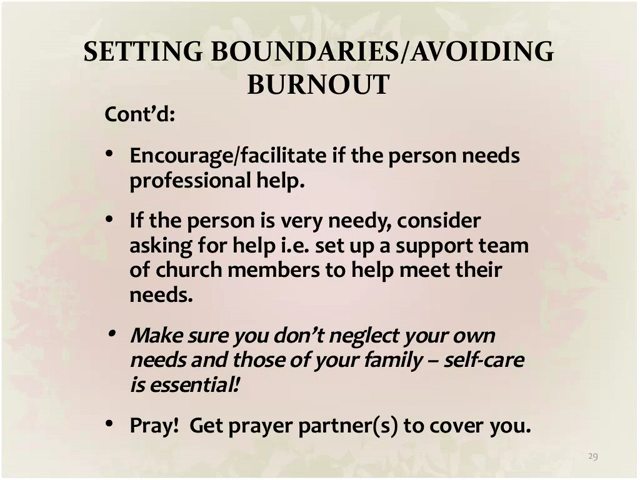 SETTING BOUNDARIES/AVOIDING
BURNOUT
Cont’d:
• Encourage/facilitate if the person needs
professional help.
• If the person is very needy, consider
asking for help i.e. set up a support team
of church members to help meet their
needs.
• Make sure you don’t neglect your own
needs and those of your family – self-care
is essential!
• Pray!  Get prayer partner(s) to cover you.
29